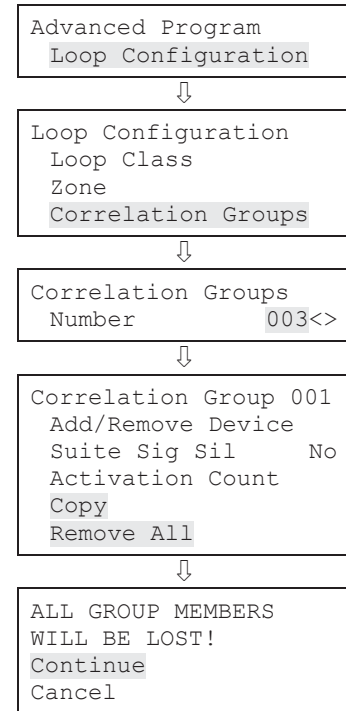 Advanced Program
Loop Configuration
⇩
Loop Configuration
Loop Class
Zone
Correlation Groups
⇩
Correlation Groups
Number 003<>
⇩
Correlation Group 001
Add/Remove Device
Suite Sig Sil No
Activation Count
Copy
Remove All
⇩
ALL GROUP MEMBERS
WILL BE LOST!
Continue
Cancel